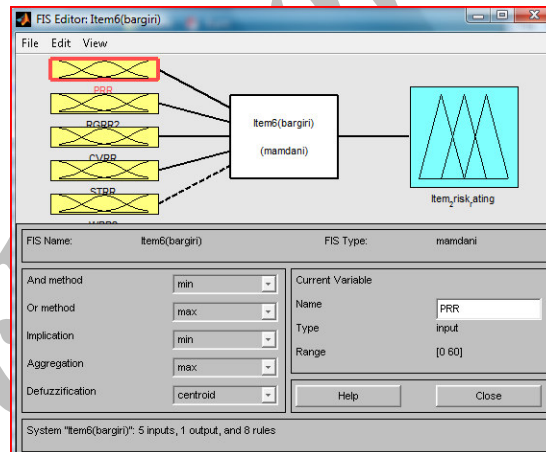 FIS Editor: Item6(bargiri)
File Edit View
PRR
RGRR2
CVRR
STRR
Item6(bargiri)
(mamdani)
Item_risk_rating
FIS Name: Item6(bargiri) FIS Type: mamdani
And method min
Or method max
Implication min
Aggregation max
Defuzzification centroid
Current Variable
Name PRR
Type input
Range [0 60]
Help Close
System "Item6(bargiri)": 5 inputs, 1 output, and 8 rules